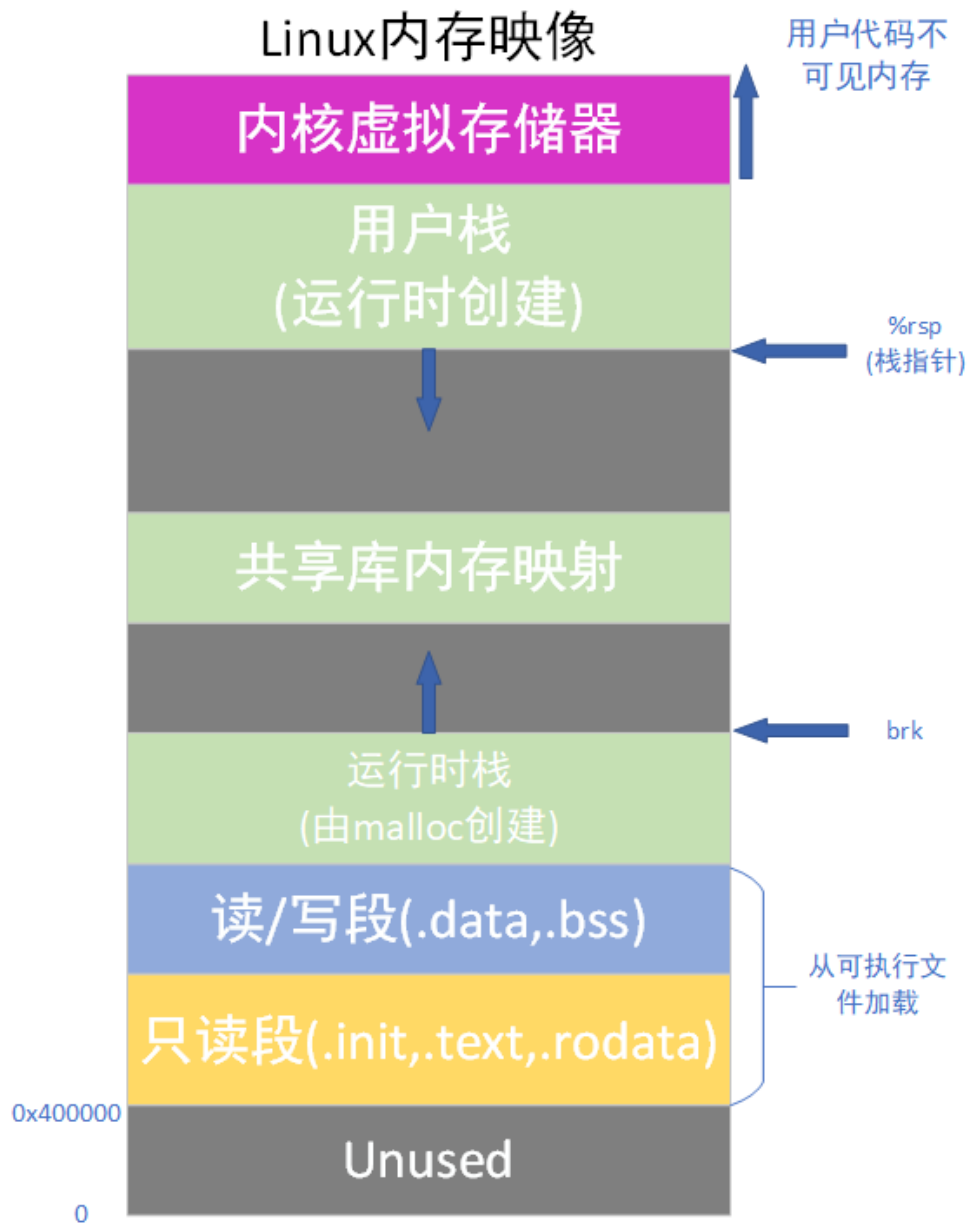 Linux内存映像
用户代码不
可见内存
内核虚拟存储器
用户栈
(运行时创建)
%rsp
(栈指针)
共享库内存映射
brk
运行时栈
(由malloc创建)
读/写段(.data,.bss)
从可执行文
件加载
只读段(.init,.text,.rodata)
0x400000
Unused
0